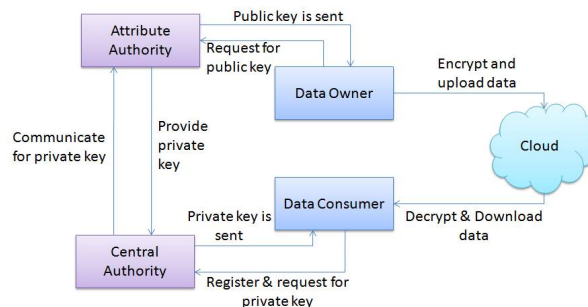 Public key is sent
Attribute
Authority
Request for
public key
Data Owner
Encrypt and
upload data
Cloud
Communicate
for private key
Provide
private
key
Private key is
sent
Data Consumer
Decrypt & Download
data
Central
Authority
Register & request for
private key